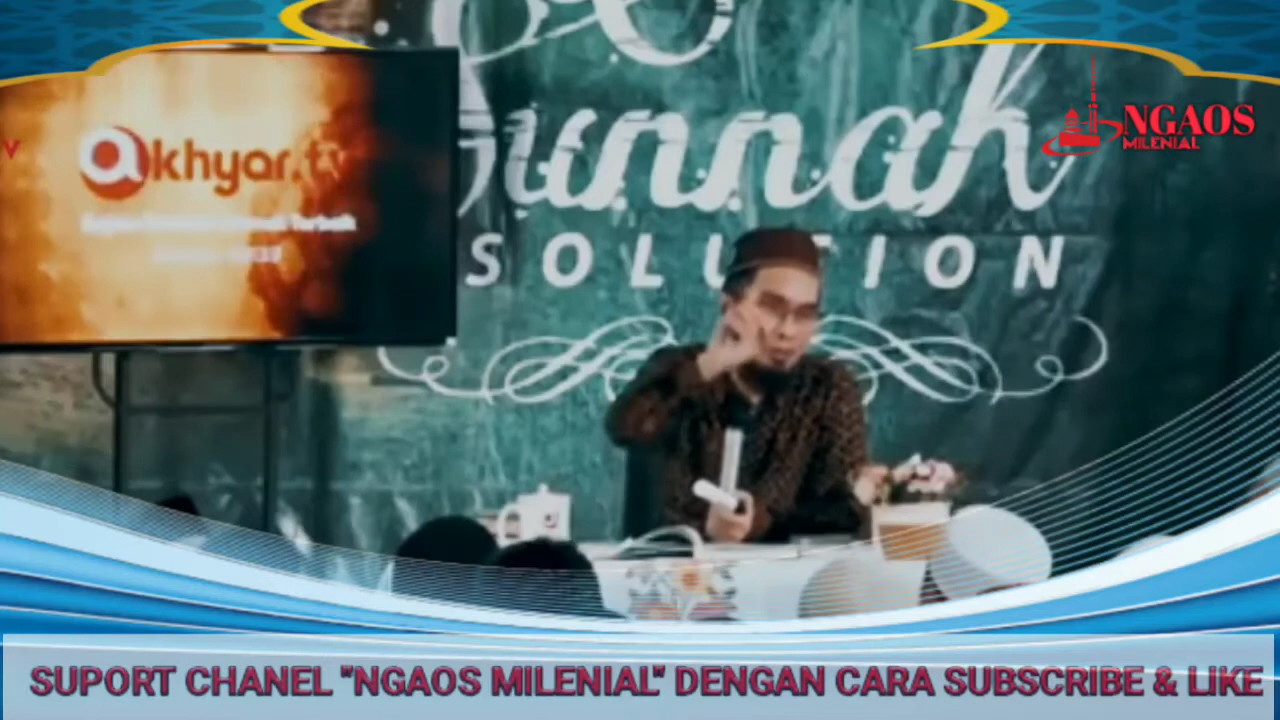 Sunnah
SOLUTION
akhyar.tv
NGAOS
MILENIAL
SUPORT CHANEL "NGAOS MILENIAL" DENGAN CARA SUBSCRIBE & LIKE